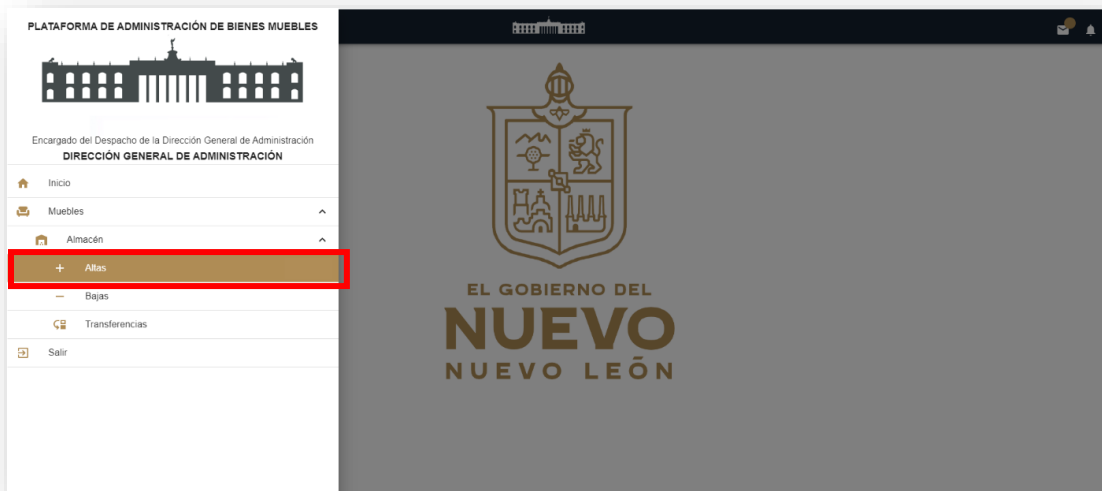 PLATAFORMA DE ADMINISTRACIÓN DE BIENES MUEBLES
Encargado del Despacho de la Dirección General de Administración
DIRECCIÓN GENERAL DE ADMINISTRACIÓN
Inicio
Muebles
Almacén
Altas
Bajas
Transferencias
Salir
EL GOBIERNO DEL
NUEVO
NUEVO LEÓN